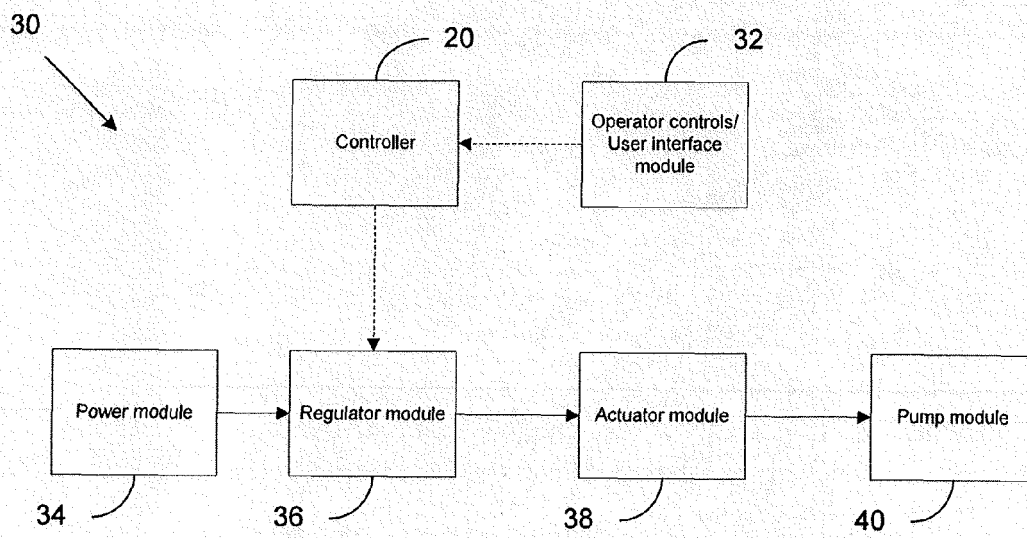 30
20
32
Controller
Operator controls/
User interface
module
Power module
Regulator module
Actuator module
Pump module
34
36
38
40